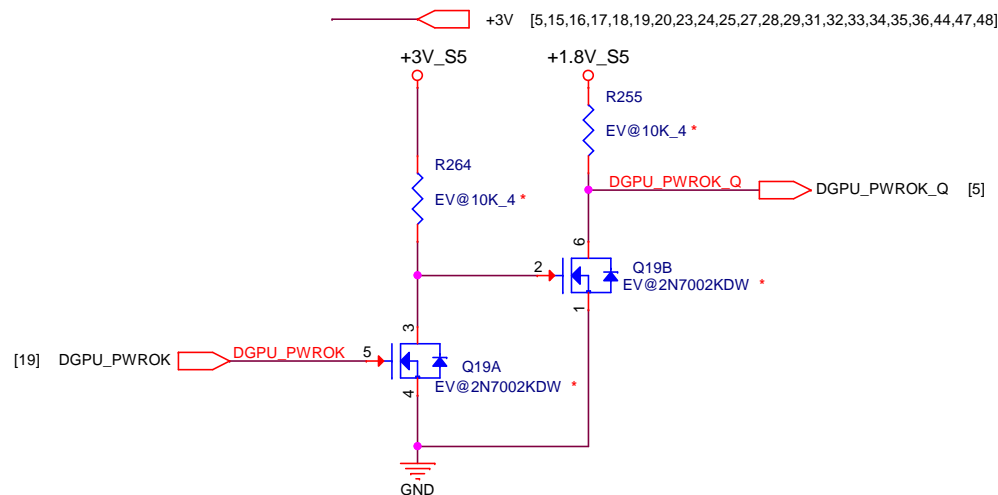 +3V [5,15,16,17,18,19,20,23,24,25,27,28,29,31,32,33,34,35,36,44,47,48]
+3V_S5
+1.8V_S5
R255
EV@10K_4 *
R264
EV@10K_4 *
DGPU_PWROK_Q
DGPU_PWROK_Q [5]
6
2
Q19B
EV@2N7002KDW *
1
3
[19] DGPU_PWROK
DGPU_PWROK
5
Q19A
EV@2N7002KDW *
4
GND